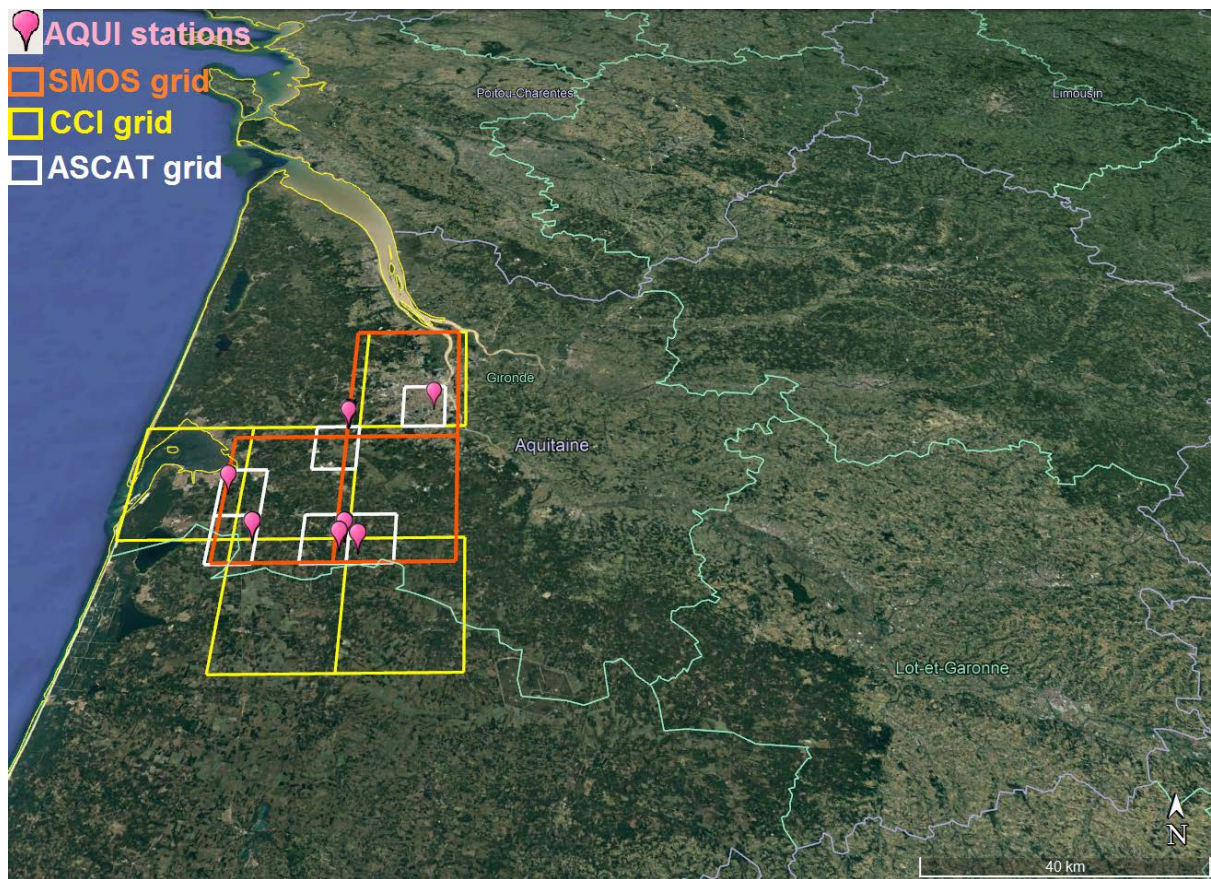 AQUI stations
SMOS grid
CCI grid
ASCAT grid
Poitou-Charentes
Limousin
Gironde
Aquitaine
Lot-et-Garonne
N
40 km